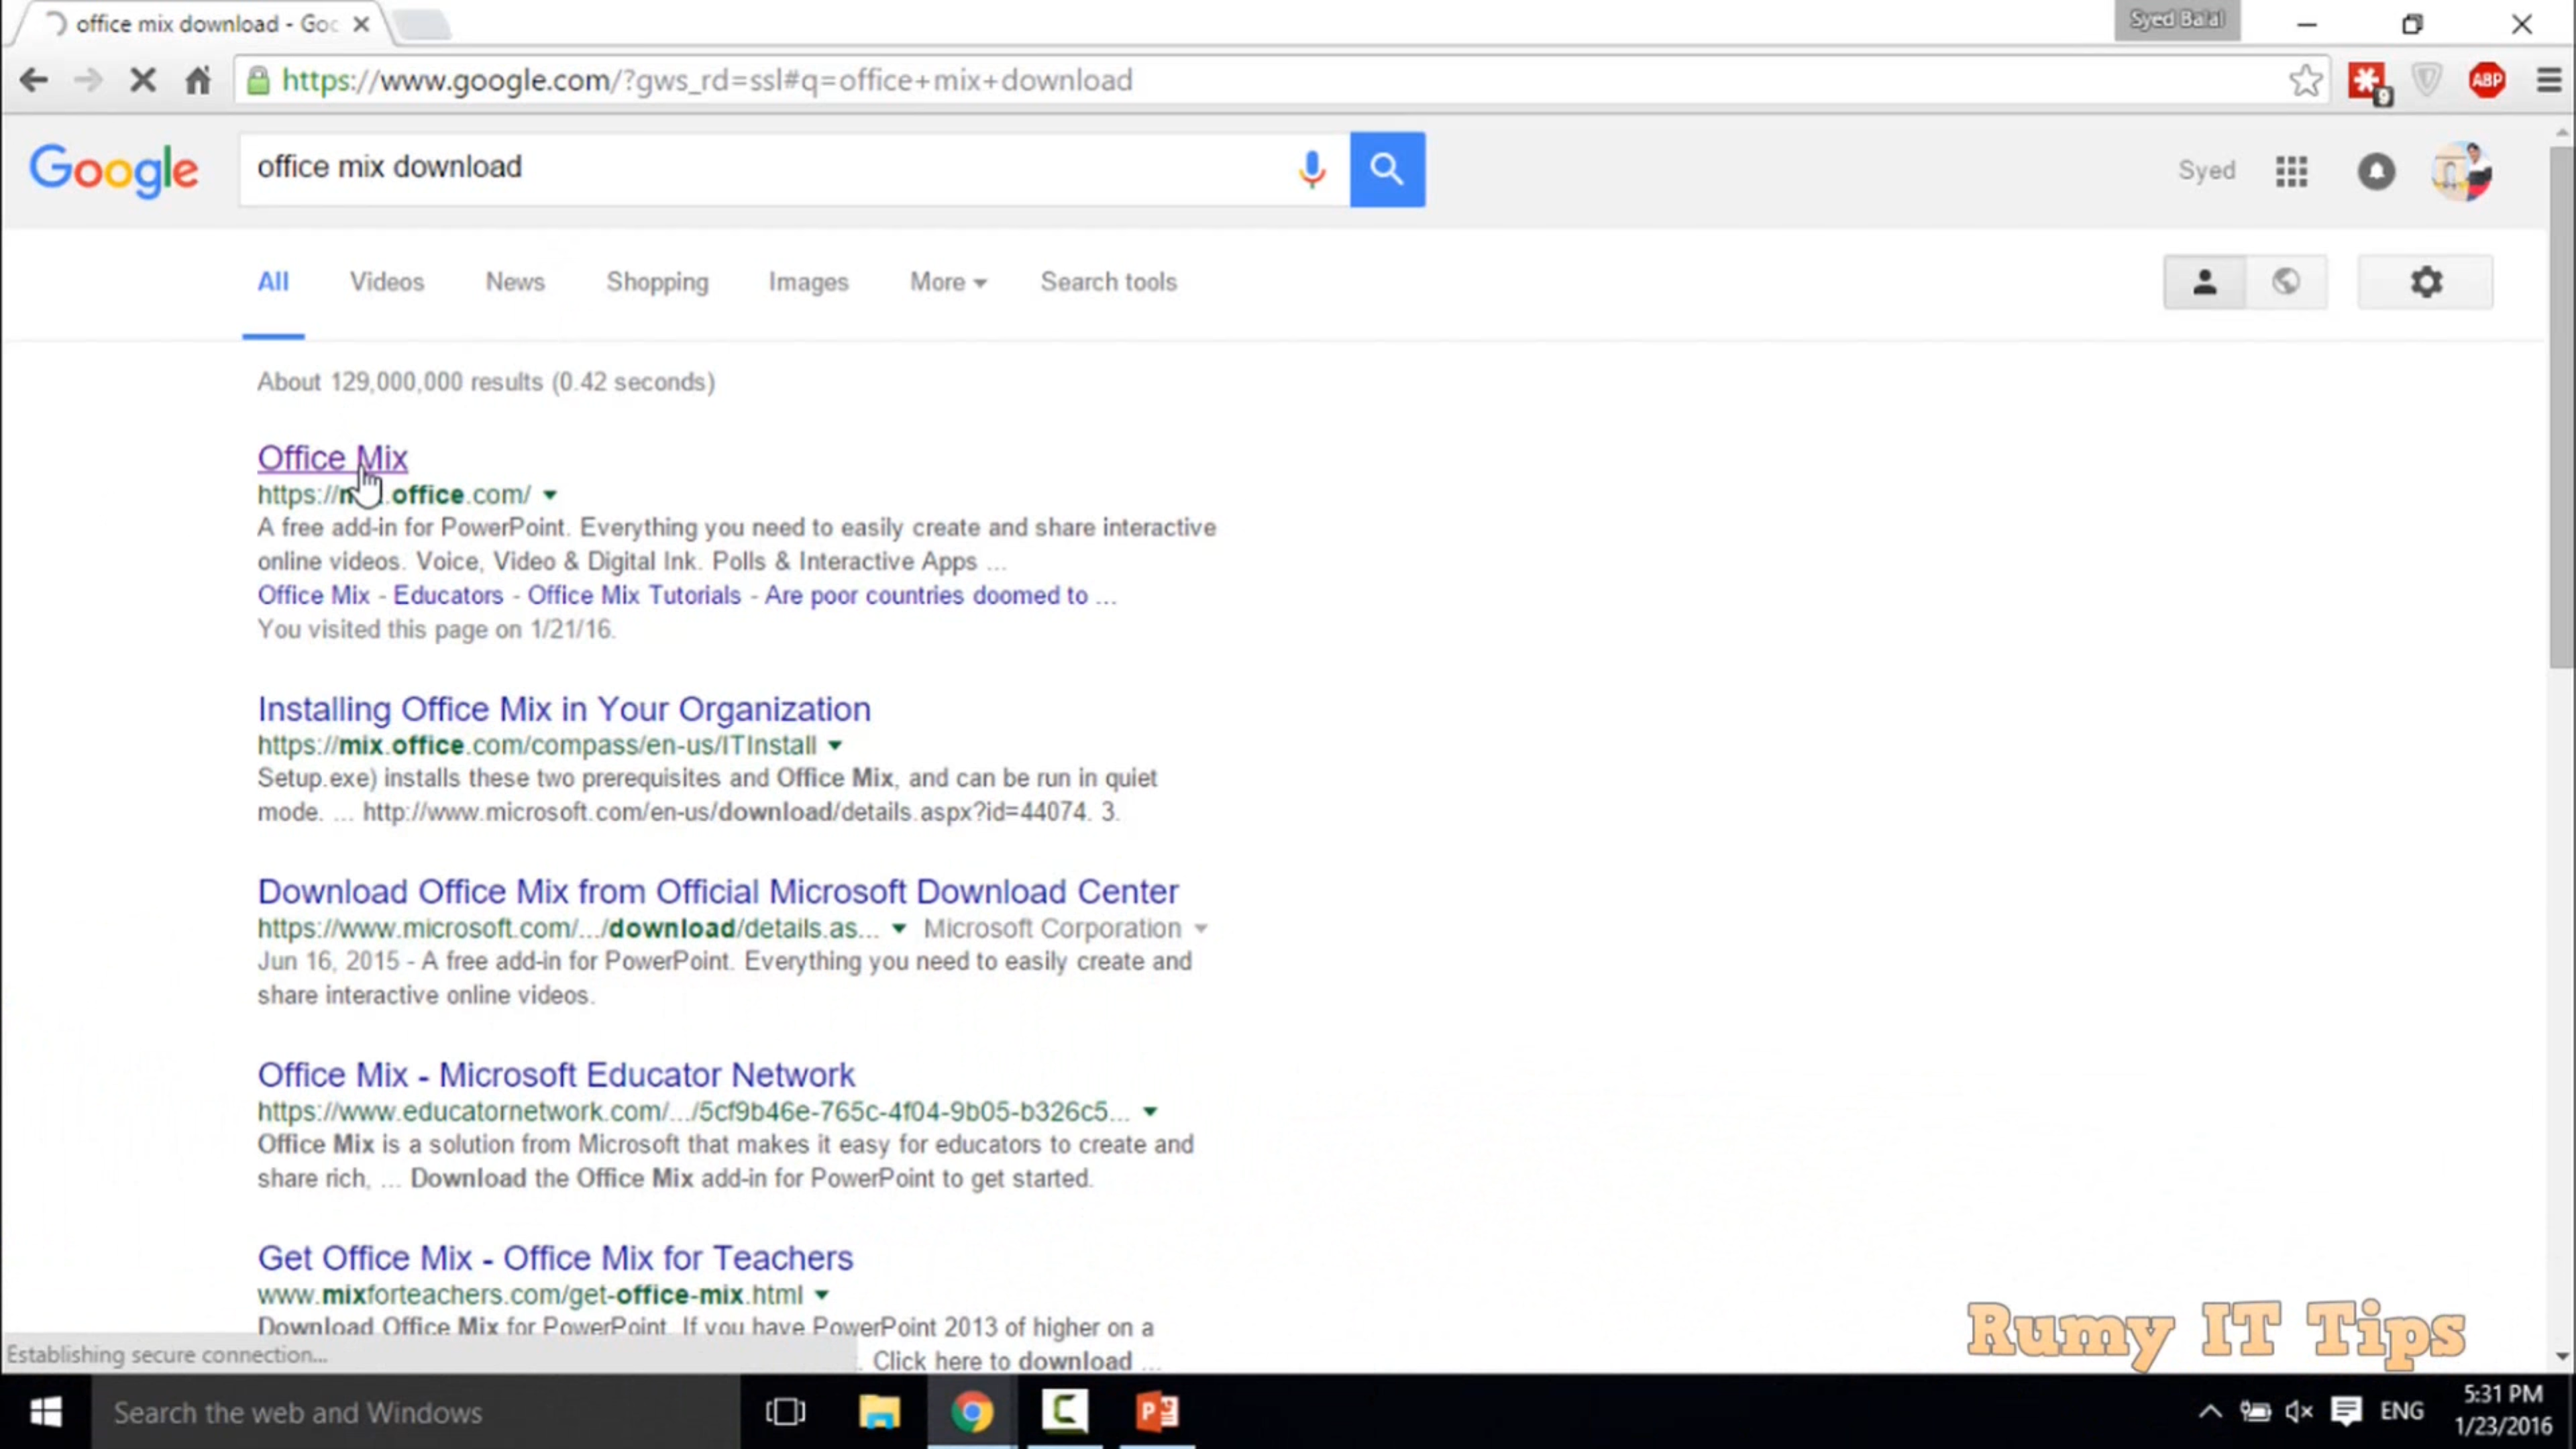 office mix download - Goo
Syed Balal
https://www.google.com/?gws_rd=ssl#q=office+mix+download
9
ABP
Google
office mix download
Syed
All Videos News Shopping Images More Search tools
About 129,000,000 results (0.42 seconds)
Office Mix
https://m .office.com/
A free add-in for PowerPoint. Everything you need to easily create and share interactive
online videos. Voice, Video & Digital Ink. Polls & Interactive Apps ...
Office Mix - Educators - Office Mix Tutorials - Are poor countries doomed to ...
You visited this page on 1/21/16.
Installing Office Mix in Your Organization
https://mix.office.com/compass/en-us/ITInstall
Setup.exe) installs these two prerequisites and Office Mix, and can be run in quiet
mode. ... http://www.microsoft.com/en-us/download/details.aspx?id=44074. 3.
Download Office Mix from Official Microsoft Download Center
https://www.microsoft.com/.../download/details.as... Microsoft Corporation
Jun 16, 2015 - A free add-in for PowerPoint. Everything you need to easily create and
share interactive online videos.
Office Mix - Microsoft Educator Network
https://www.educatornetwork.com/.../5cf9b46e-765c-4f04-9b05-b326c5...
Office Mix is a solution from Microsoft that makes it easy for educators to create and
share rich, ... Download the Office Mix add-in for PowerPoint to get started.
Get Office Mix - Office Mix for Teachers
www.mixforteachers.com/get-office-mix.html
Download Office Mix for PowerPoint. If you have PowerPoint 2013 of higher on a
. Click here to download ...
Establishing secure connection...
Rumy IT Tips
Search the web and Windows
ENG
5:31 PM
1/23/2016